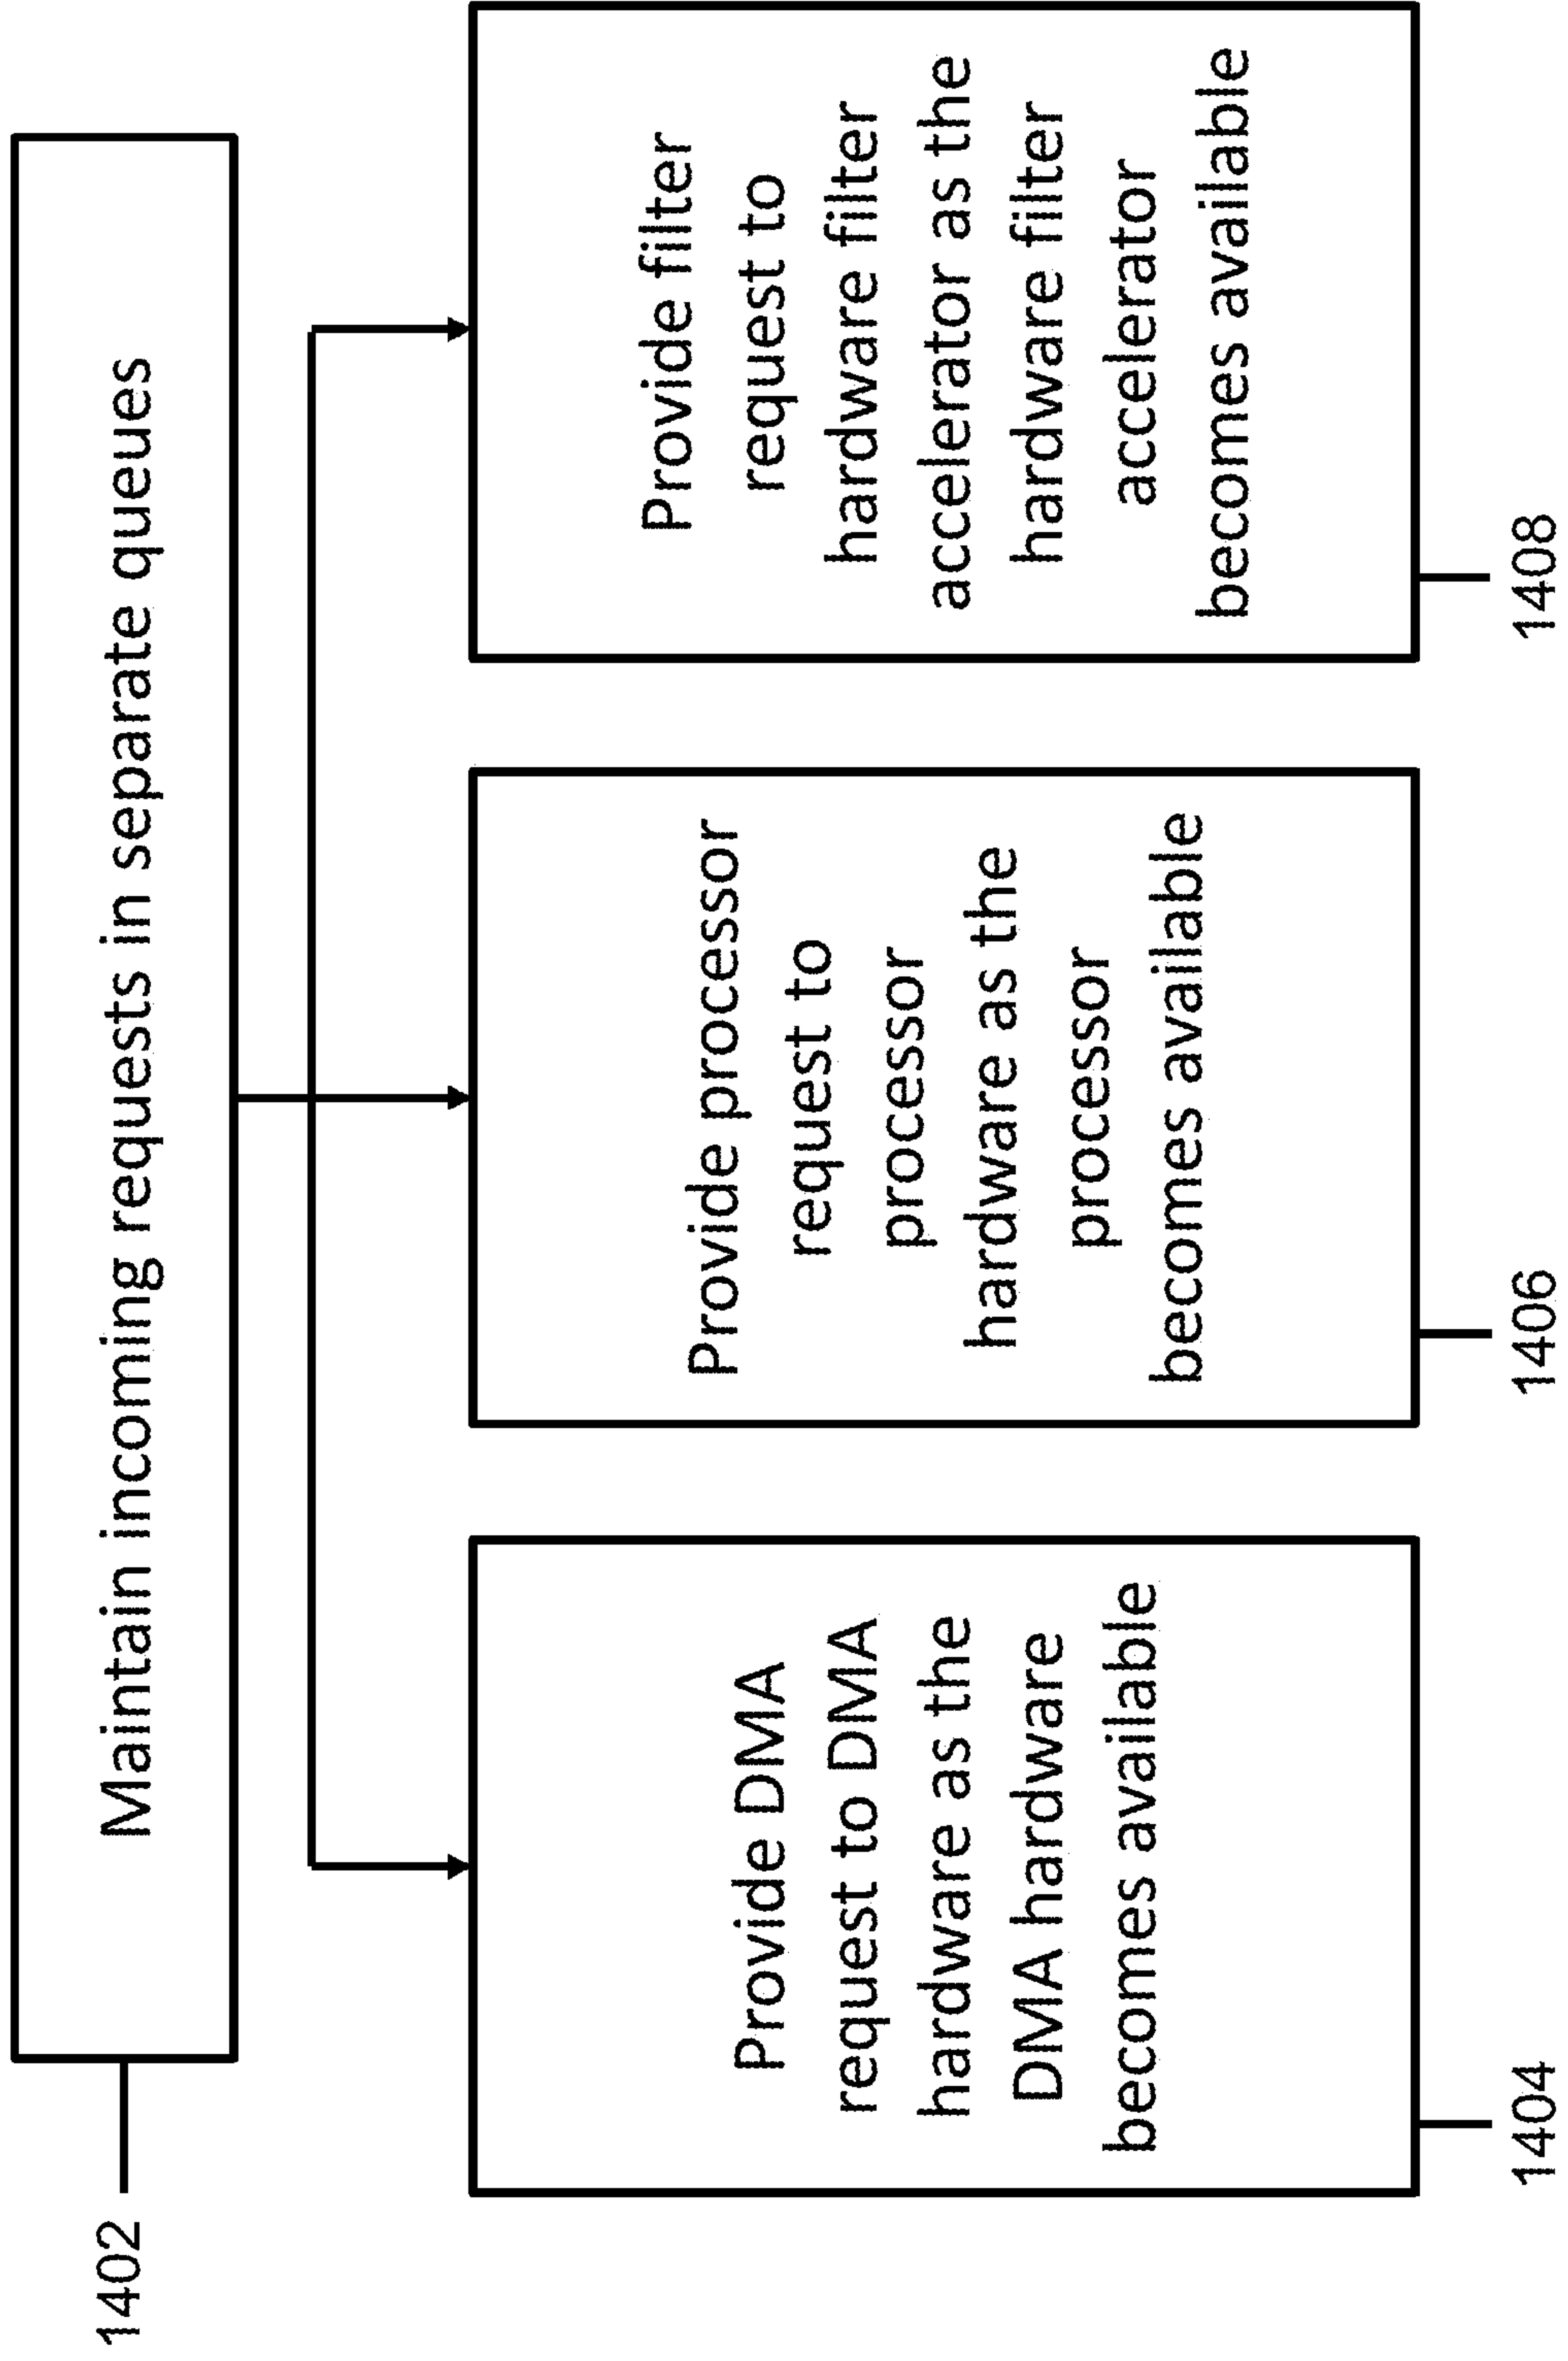 1402
Maintain incoming requests in separate queues
Provide DMA
request to DMA
hardware as the
DMA hardware
becomes available
1404
Provide processor
request to
processor
hardware as the
processor
becomes available
1406
Provide filter
request to
hardware filter
accelerator as the
hardware filter
accelerator
becomes available
1408